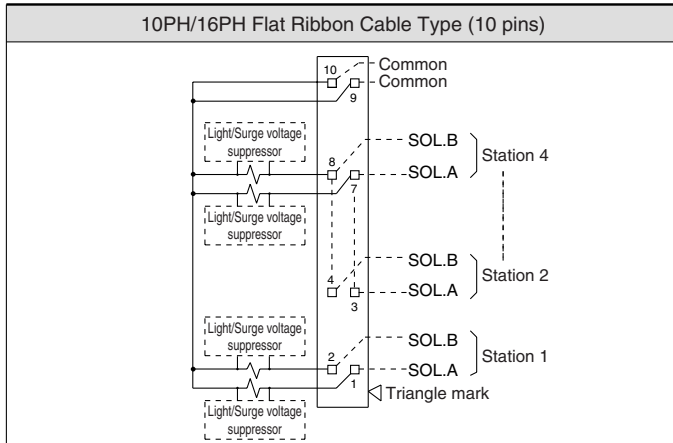 10PH/16PH Flat Ribbon Cable Type (10 pins)
10
Common
Common
9
Light/Surge voltage
suppressor
SOL.B
8
Station 4
SOL.A
7
Light/Surge voltage
suppressor
SOL.B
4
Station 2
SOL.A
3
Light/Surge voltage
suppressor
SOL.B
2
Station 1
SOL.A
1
Triangle mark
Light/Surge voltage
suppressor